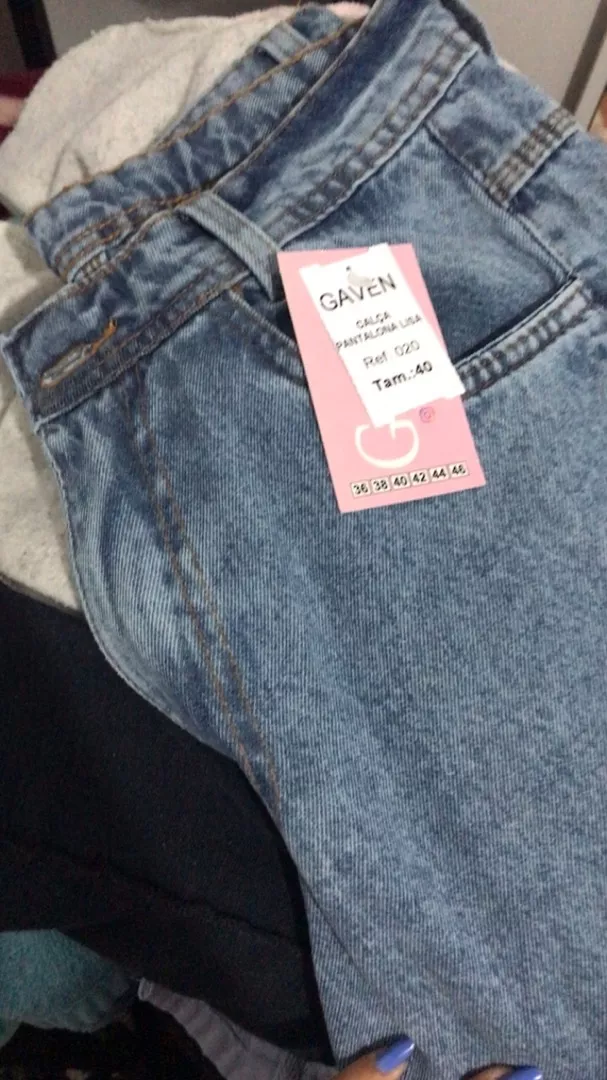 GAVEN
CALÇA
PANTALONA LISA
Ref 020
Tam.:40
G
36 38 40 42 44 46